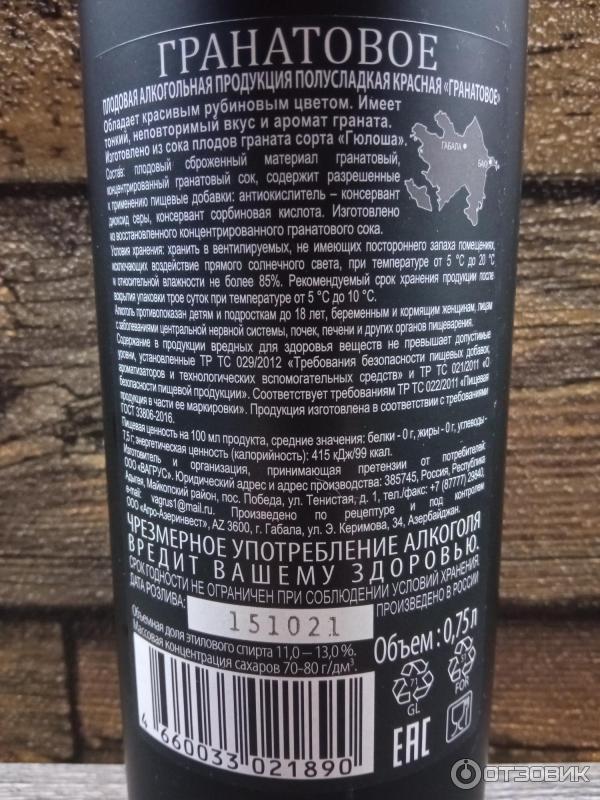 ГРАНАТОВОЕ
ПЛОДОВАЯ АЛКОГОЛЬНАЯ ПРОДУКЦИЯ ПОЛУСЛАДКАЯ КРАСНАЯ «ГРАНАТОВОЕ»
Обладает красивым рубиновым цветом. Имеет
тонкий, неповторимый вкус и аромат граната.
Изготовлено из сока плодов граната сорта «Гюлоша».
ГАБАЛА
БАКУ
Состав: плодовый сброженный материал гранатовый,
концентрированный гранатовый сок, содержит разрешенные
к применению пищевые добавки: антиокислитель – консервант
диоксид серы, консервант сорбиновая кислота. Изготовлено
из восстановленного концентрированного гранатового сока.
Условия хранения: хранить в вентилируемых, не имеющих постороннего запаха помещениях,
исключающих воздействие прямого солнечного света, при температуре от 5 °С до 20 °С
и относительной влажности не более 85%. Рекомендуемый срок хранения продукции после
вскрытия упаковки трое суток при температуре от 5 °С до 10 °С.
Алкоголь противопоказан детям и подросткам до 18 лет, беременным и кормящим женщинам, лицам
с заболеваниями центральной нервной системы, почек, печени и других органов пищеварения.
Содержание в продукции вредных для здоровья веществ не превышает допустимые
уровни, установленные ТР ТС 029/2012 «Требования безопасности пищевых добавок,
ароматизаторов и технологических вспомогательных средств» и ТР ТС 021/2011 «О
безопасности пищевой продукции». Соответствует требованиям ТР ТС 022/2011 «Пищевая
продукция в части ее маркировки». Продукция изготовлена в соответствии с требованиями
ГОСТ 33806-2016.
Пищевая ценность на 100 мл продукта, средние значения: белки - 0 г, жиры - 0 г, углеводы -
7,5 г; энергетическая ценность (калорийность): 415 кДж/99 ккал.
Изготовитель и организация, принимающая претензии от потребителей:
ООО «ВАГРУС». Юридический адрес и адрес производства: 385745, Россия, Республика
Адыгея, Майкопский район, пос. Победа, ул. Тенистая, д. 1, тел./факс: +7 (87777) 29840,
e-mail: vagrus1@mail.ru. Произведено по рецептуре и под контролем
ООО «Агро-Азеринвест», AZ 3600, г. Габала, ул. Э. Керимова, 34, Азербайджан.
ЧРЕЗМЕРНОЕ УПОТРЕБЛЕНИЕ АЛКОГОЛЯ
ВРЕДИТ ВАШЕМУ ЗДОРОВЬЮ.
СРОК ГОДНОСТИ НЕ ОГРАНИЧЕН ПРИ СОБЛЮДЕНИИ УСЛОВИЙ ХРАНЕНИЯ.
ДАТА РОЗЛИВА: 151021 ПРОИЗВЕДЕНО В РОССИИ
Объемная доля этилового спирта 11,0 – 13,0 %.
Массовая концентрация сахаров 70-80 г/дм³.
Объем : 0,75л
71
GL
FOR
EAC
4 660033 021890
ОТЗОВИК